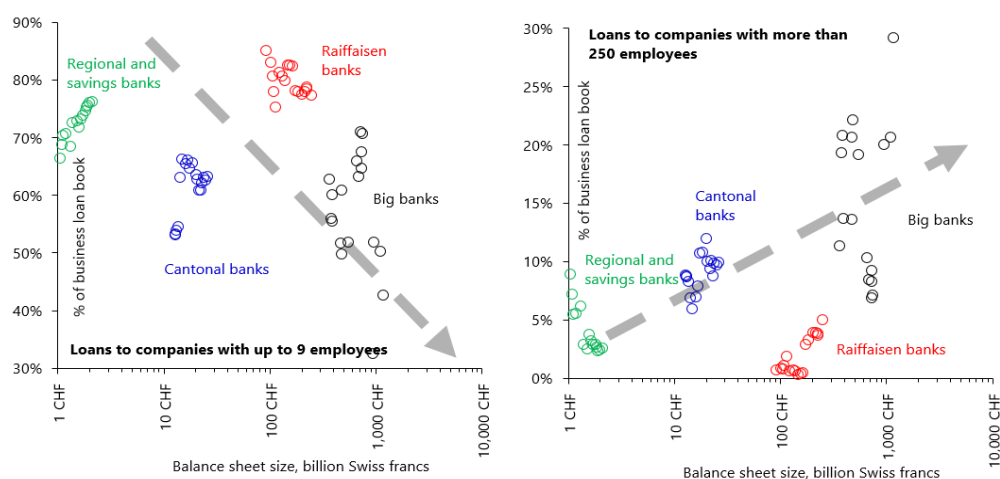 90%
80%
70%
60%
50%
40%
30%
% of business loan book
Regional and
savings banks
Raiffaisen
banks
Big banks
Cantonal banks
Loans to companies with up to 9 employees
1 CHF
10 CHF
100 CHF
1,000 CHF
10,000 CHF
Balance sheet size, billion Swiss francs
30%
25%
20%
15%
10%
5%
0%
% of business loan book
Loans to companies with more than
250 employees
Cantonal
banks
Big banks
Regional and
savings banks
Raiffaisen banks
1 CHF
10 CHF
100 CHF
1,000 CHF
10,000 CHF
Balance sheet size, billion Swiss francs